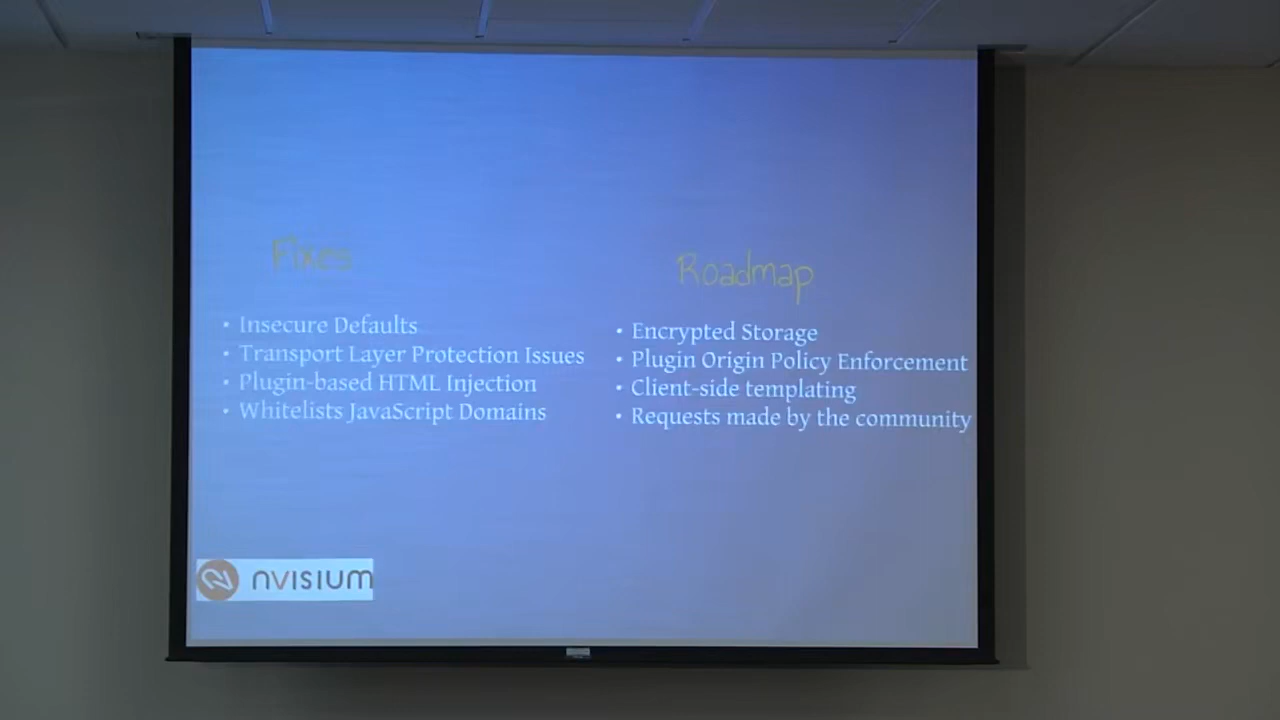 Fixes
• Insecure Defaults
• Transport Layer Protection Issues
• Plugin-based HTML Injection
• Whitelists JavaScript Domains
Roadmap
• Encrypted Storage
• Plugin Origin Policy Enforcement
• Client-side templating
• Requests made by the community
nvisium